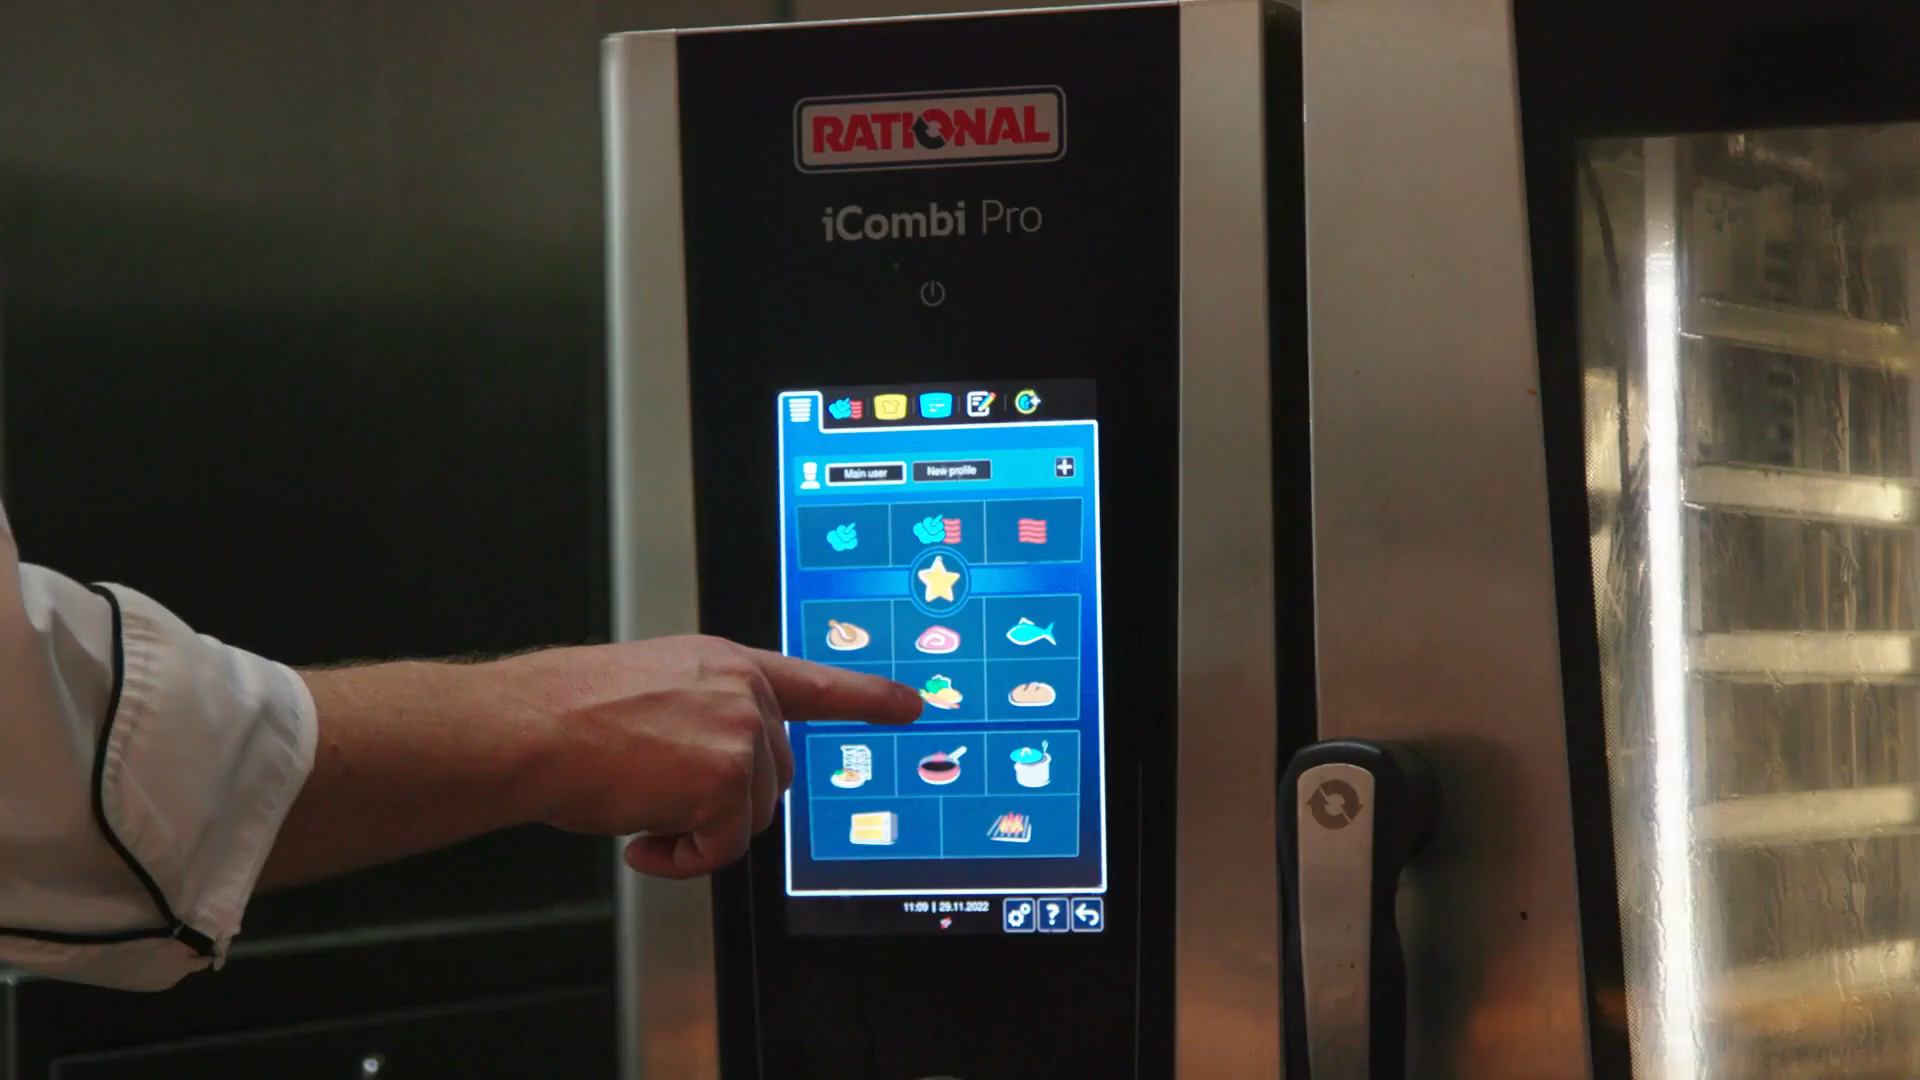 RATIONAL
iCombi Pro
Main user New profile
11:09 | 29.11.2022
?